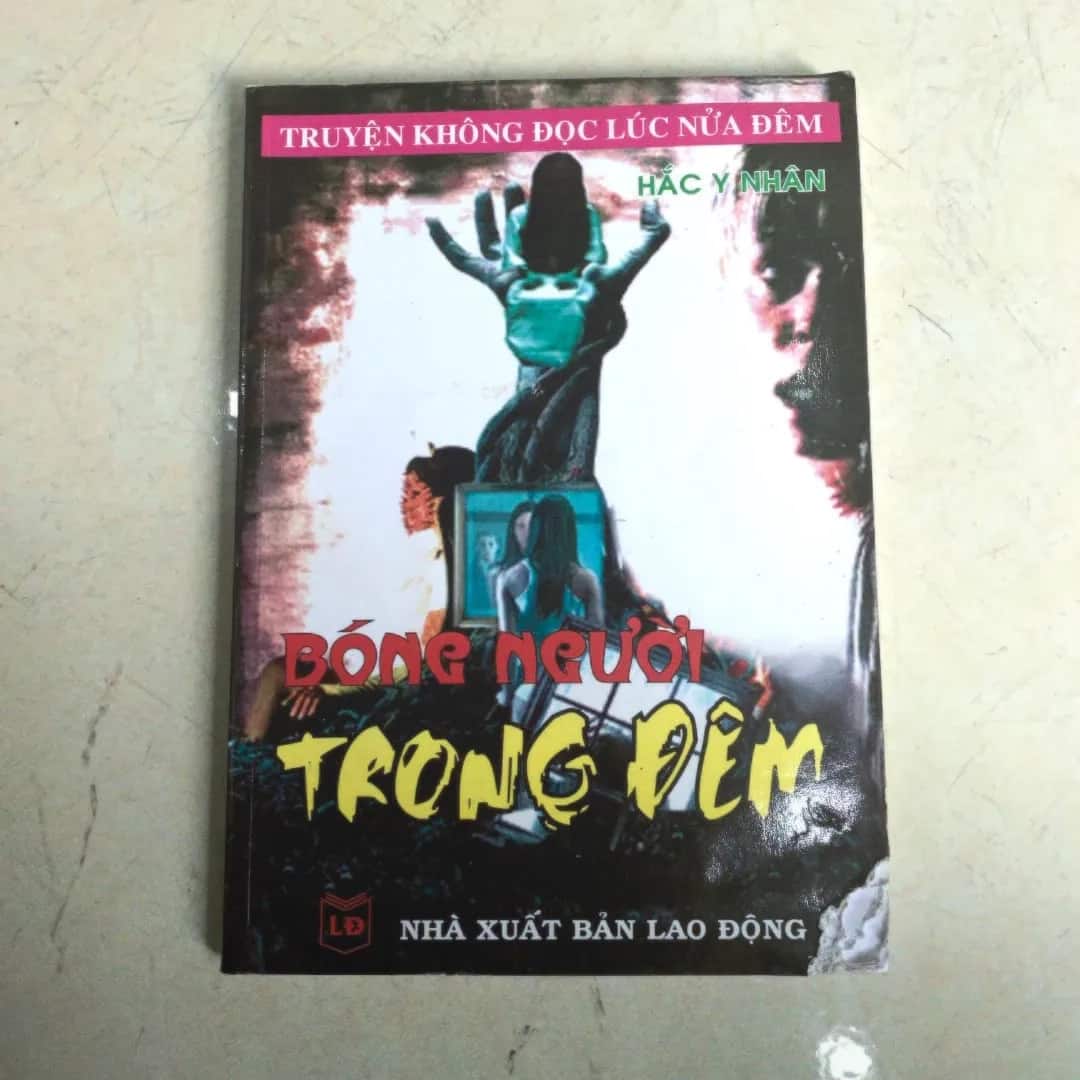 TRUYỆN KHÔNG ĐỌC LÚC NỬA ĐÊM
HẮC Y NHÂN
BÓNG NGƯỜI
TRONG ĐÊM
LĐ
NHÀ XUẤT BẢN LAO ĐỘNG